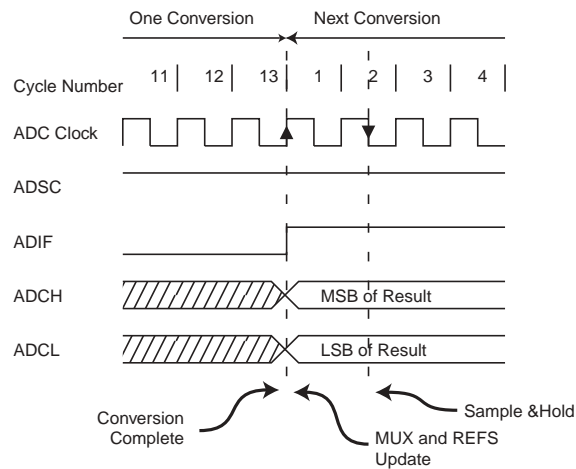 One Conversion Next Conversion
Cycle Number 11 12 13 1 2 3 4
ADC Clock
ADSC
ADIF
ADCH MSB of Result
ADCL LSB of Result
Conversion
Complete
MUX and REFS
Update
Sample &Hold